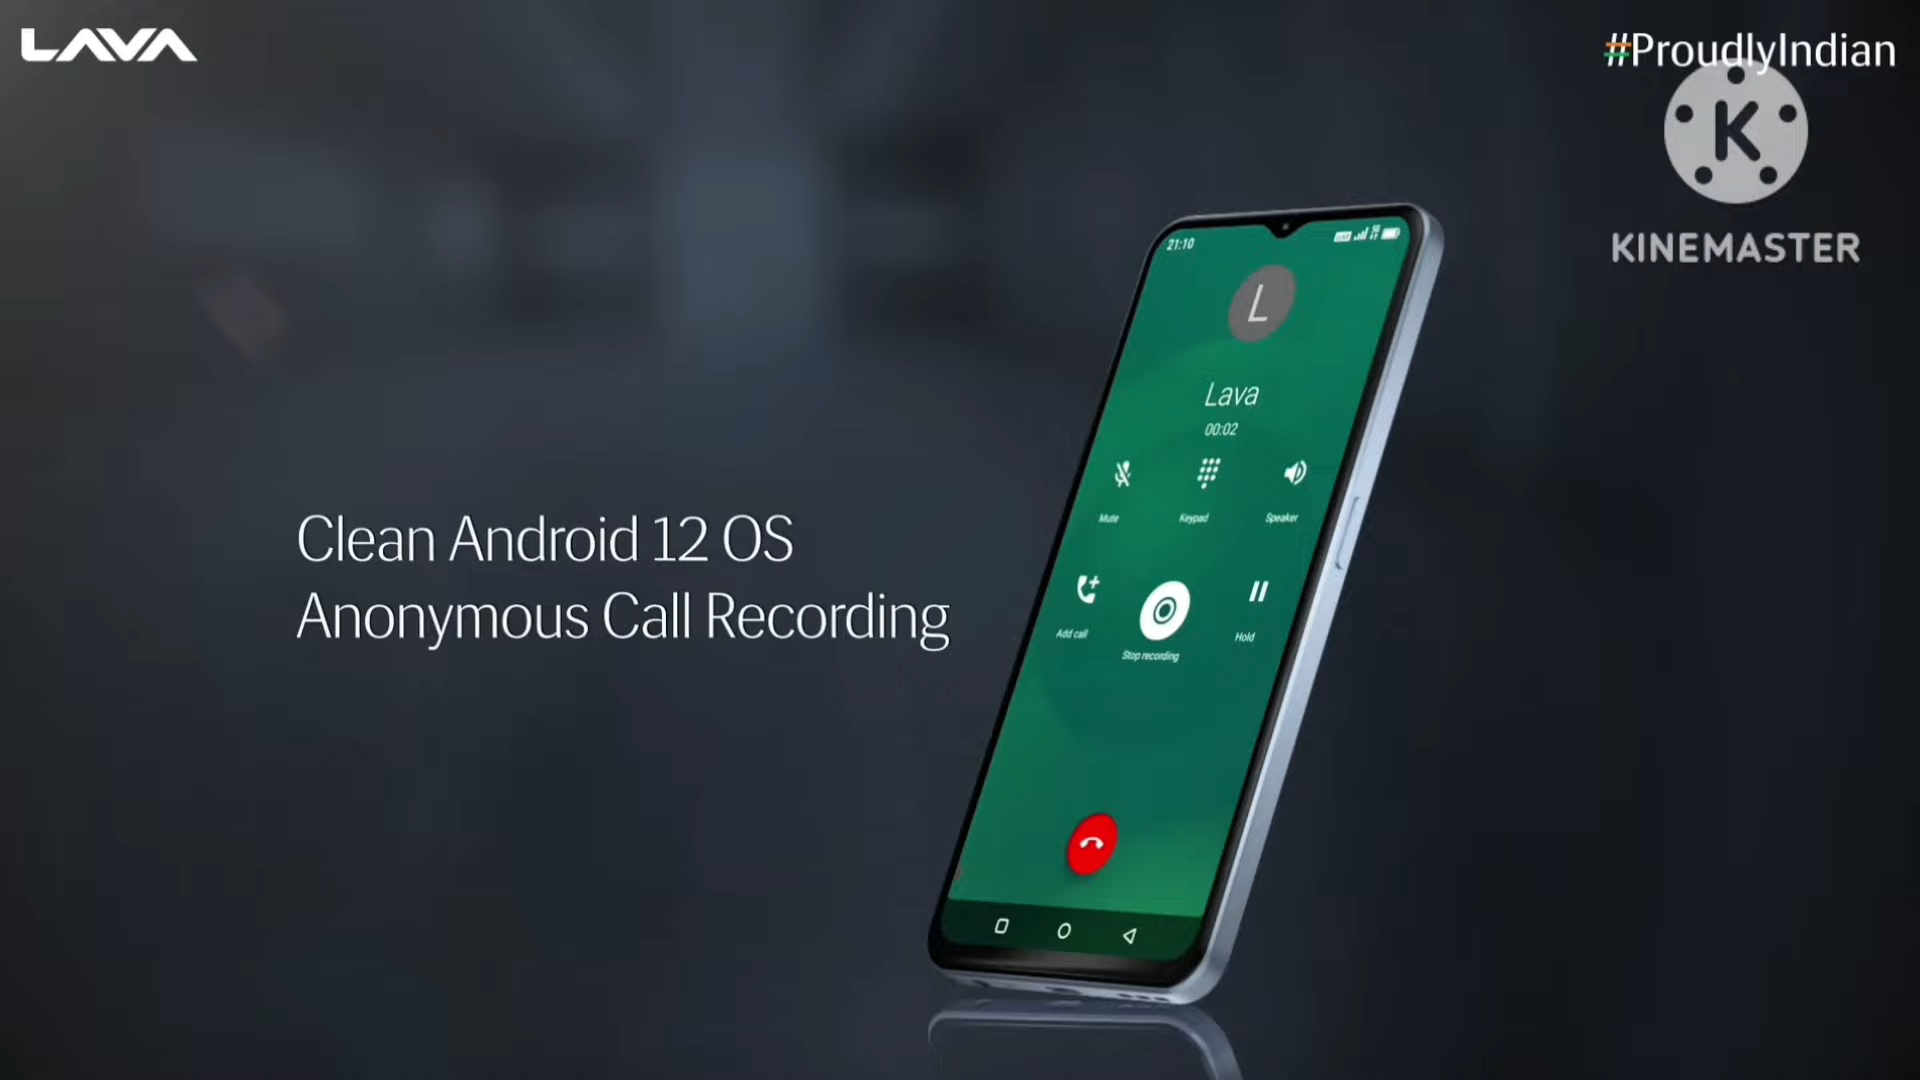 LAVA
#ProudlyIndian
K
KINEMASTER
21:10
L
Lava
00:02
Mute Keypad Speaker
Clean Android 12 OS
Anonymous Call Recording
Add call Stop recording Hold